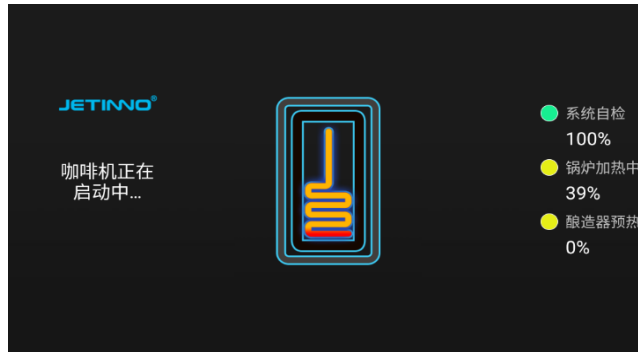 JETINNO®
咖啡机正在
启动中...
系统自检
100%
锅炉加热中
39%
酿造器预热
0%